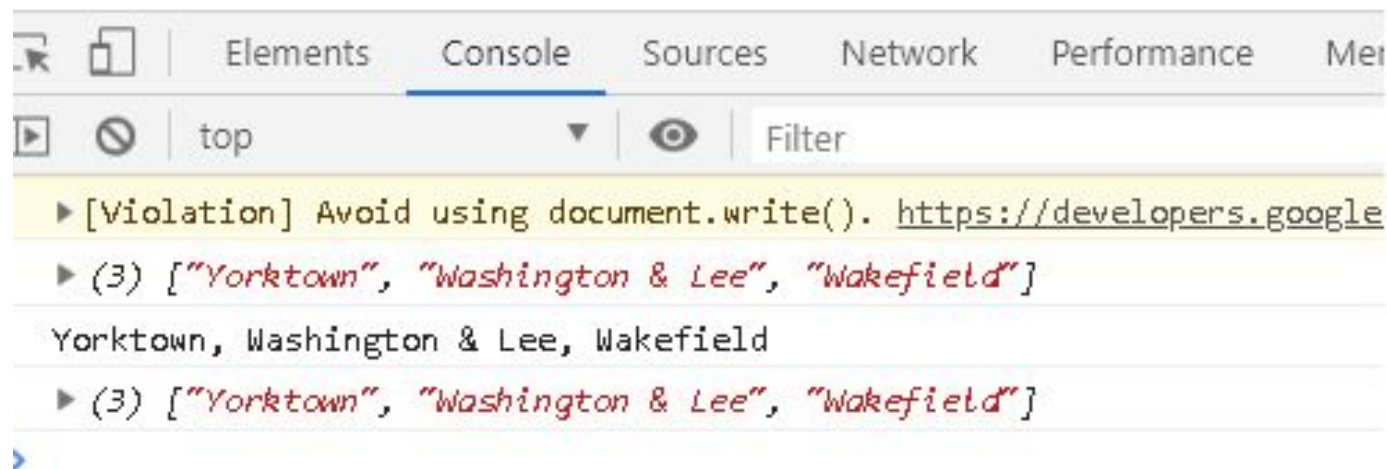 Elements Console Sources Network Performance Mer
top Filter
[Violation] Avoid using document.write(). https://developers.google
(3) ["Yorktown", "Washington & Lee", "Wakefield"]
Yorktown, Washington & Lee, Wakefield
(3) ["Yorktown", "Washington & Lee", "Wakefield"]